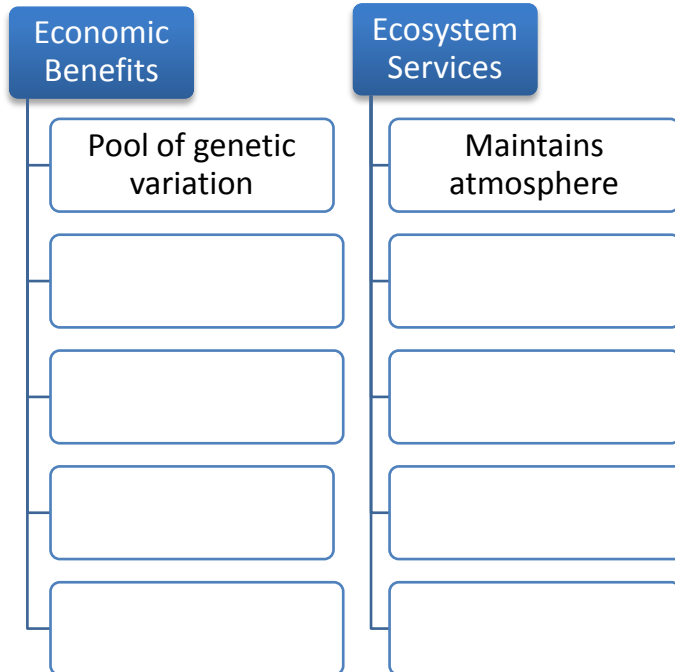 Economic
Benefits
Pool of genetic
variation
Ecosystem
Services
Maintains
atmosphere